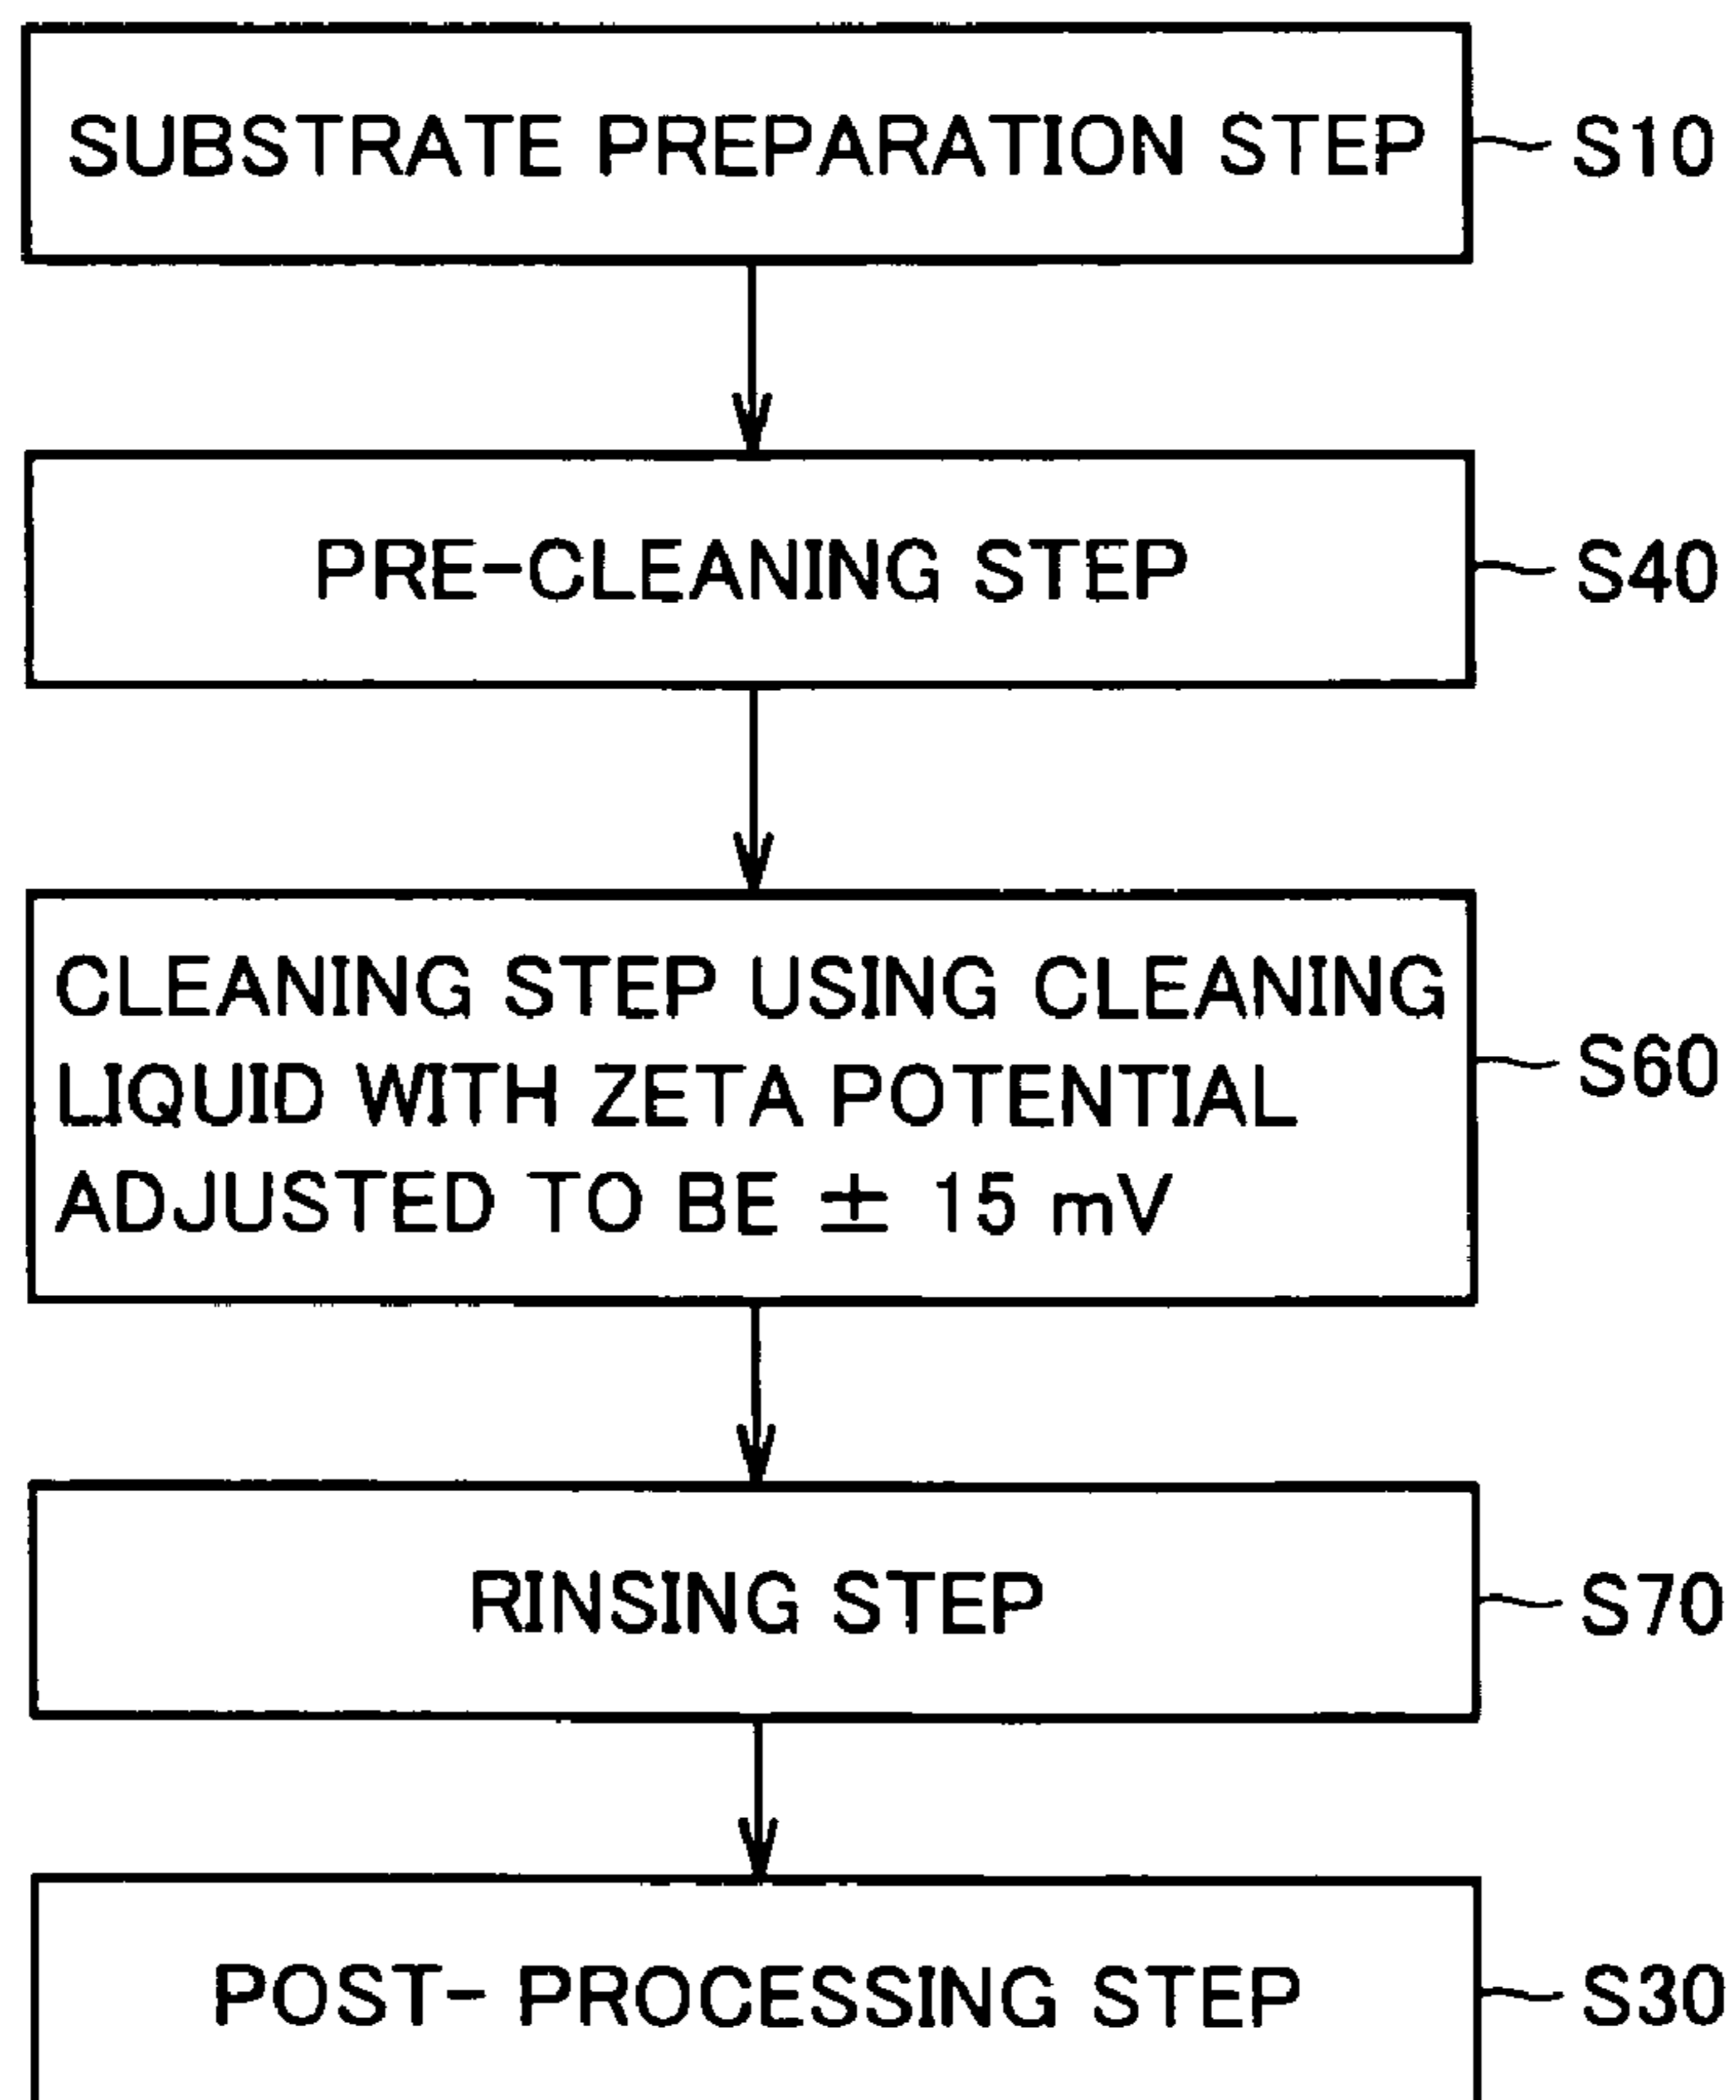 SUBSTRATE PREPARATION STEP S10
PRE-CLEANING STEP S40
CLEANING STEP USING CLEANING
LIQUID WITH ZETA POTENTIAL S60
ADJUSTED TO BE ± 15 mV
RINSING STEP S70
POST- PROCESSING STEP S30